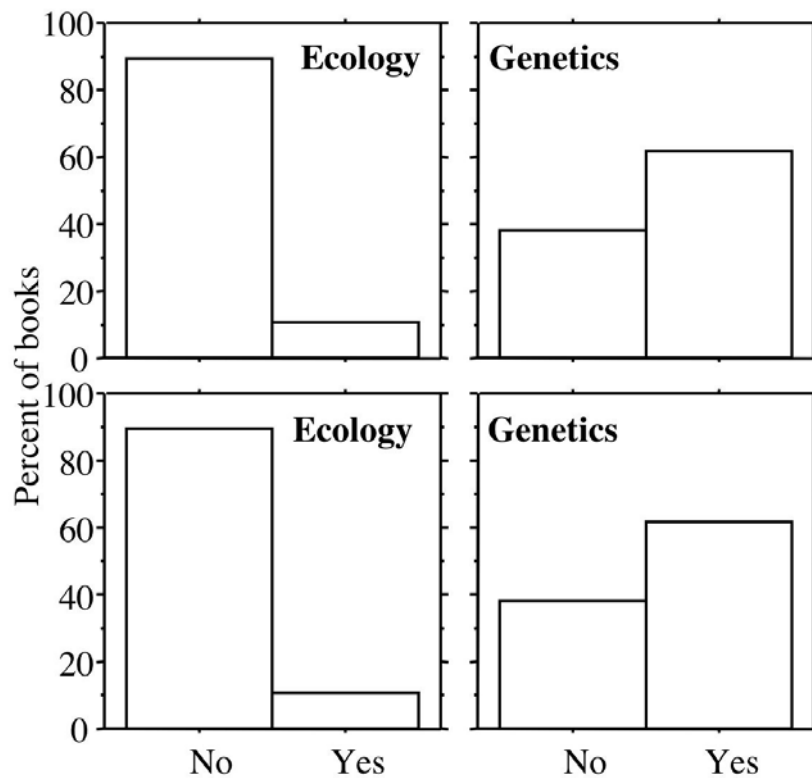 Percent of books
100
80
60
40
20
0
Ecology
Genetics
100
80
60
40
20
0
Ecology
Genetics
No
Yes
No
Yes